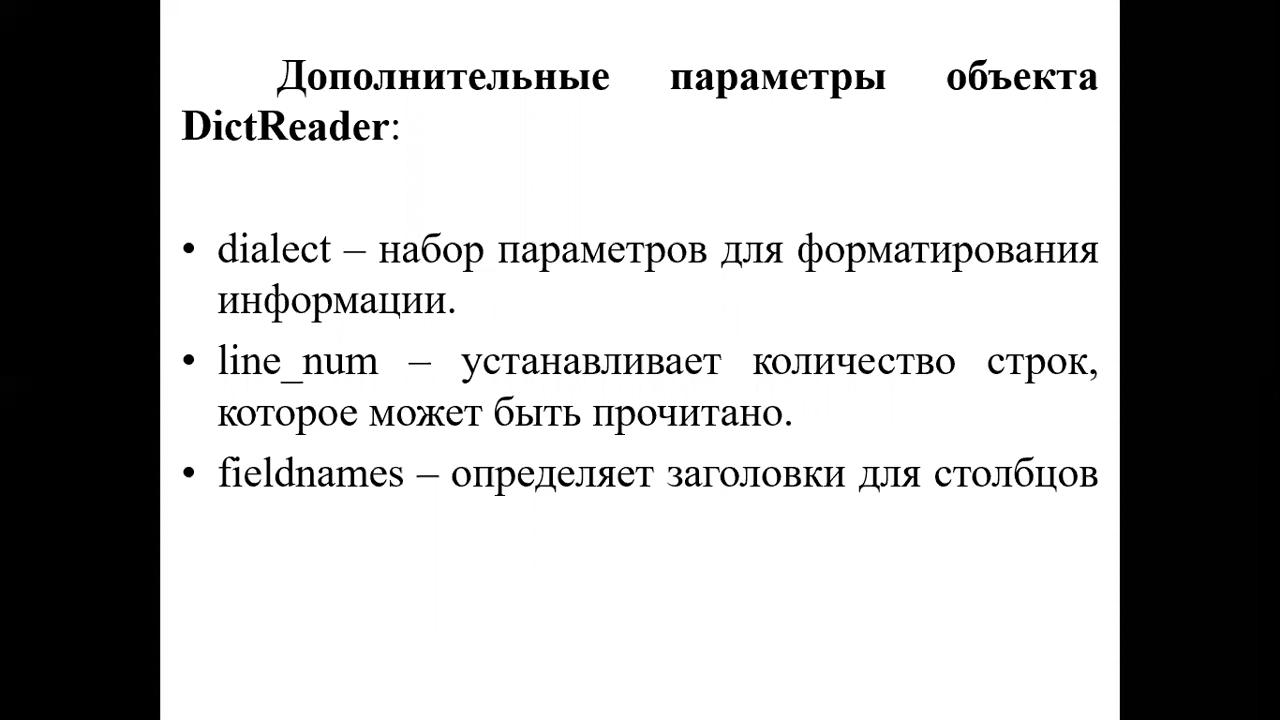 Дополнительные параметры объекта
DictReader:
• dialect – набор параметров для форматирования
информации.
• line_num – устанавливает количество строк,
которое может быть прочитано.
• fieldnames – определяет заголовки для столбцов